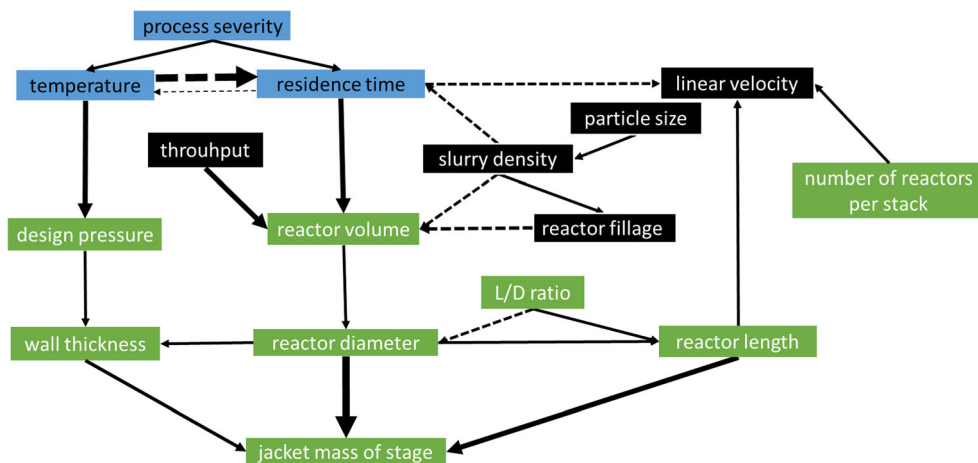 process severity
temperature
residence time
linear velocity
particle size
throuhput
slurry density
number of reactors
per stack
design pressure
reactor volume
reactor fillage
L/D ratio
wall thickness
reactor diameter
reactor length
jacket mass of stage